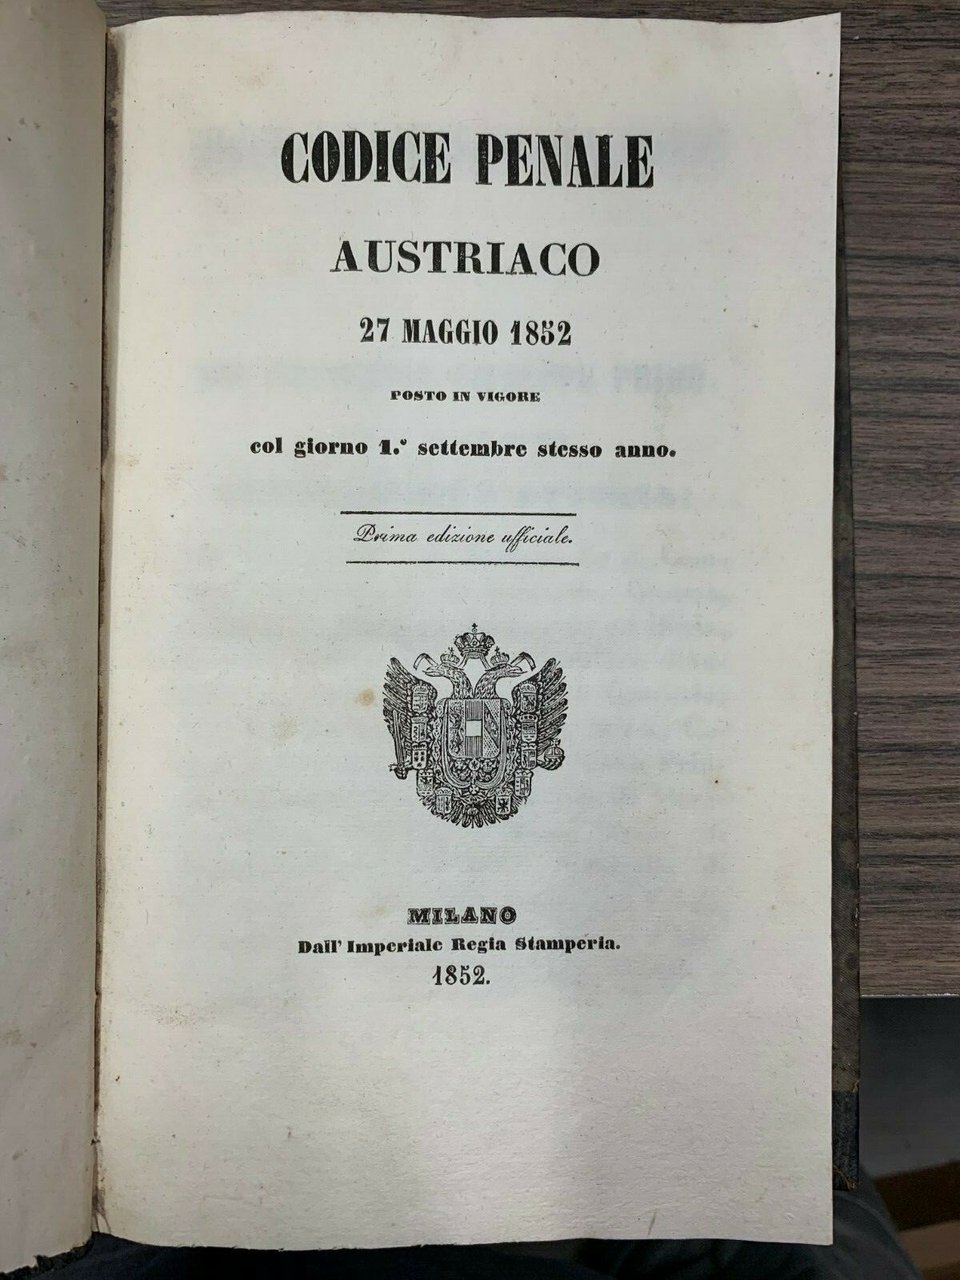 CODICE PENALE
AUSTRIACO
27 MAGGIO 1852
POSTO IN VIGORE
col giorno 1.º settembre stesso anno.
Prima edizione ufficiale.
MILANO
Dall' Imperiale Regia Stamperia.
1852.